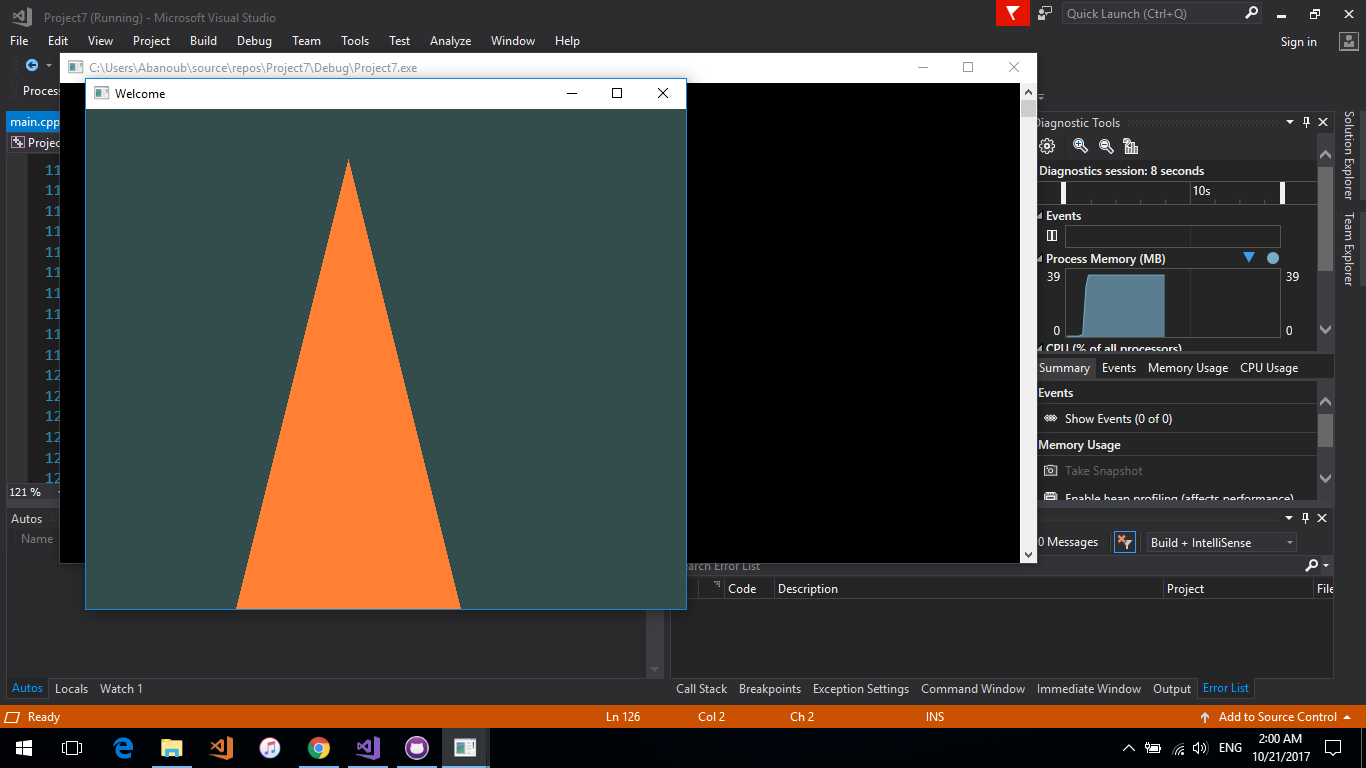 Project7 (Running) - Microsoft Visual Studio
Quick Launch (Ctrl+Q)
File Edit View Project Build Debug Team Tools Test Analyze Window Help
Sign in
C:\Users\Abanoub\source\repos\Project7\Debug\Project7.exe
Welcome
main.cpp
Diagnostic Tools
Diagnostics session: 8 seconds
10s
Events
Process Memory (MB)
39 39
0 0
CPU (% of all processors)
Summary Events Memory Usage CPU Usage
Events
Show Events (0 of 0)
Memory Usage
Take Snapshot
Enable heap profiling (affects performance)
Solution Explorer
Team Explorer
11
11
11
11
11
11
11
11
11
11
12
12
12
12
12
12
121 %
Autos
Name
0 Messages
Build + IntelliSense
Error List
Code Description Project
Autos Locals Watch 1
Call Stack Breakpoints Exception Settings Command Window Immediate Window Output Error List
Ready Ln 126 Col 2 Ch 2 INS Add to Source Control
ENG
2:00 AM
10/21/2017